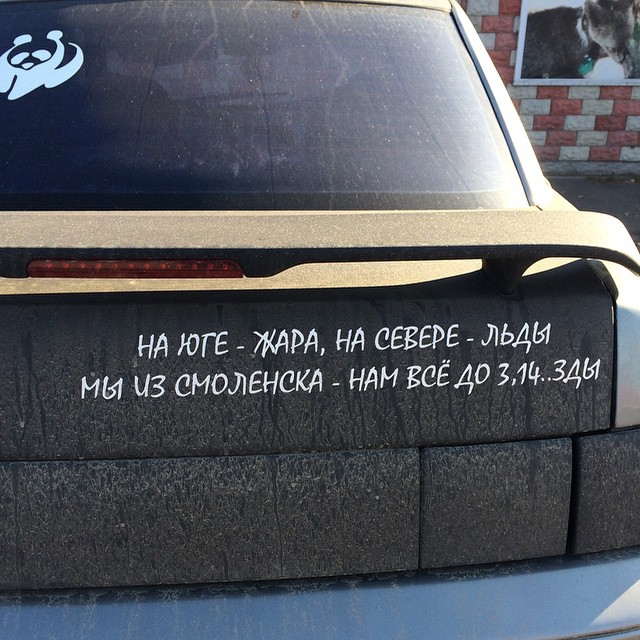 НА ЮГЕ - ЖАРА, НА СЕВЕРЕ - ЛЬДЫ
МЫ ИЗ СМОЛЕНСКА - НАМ ВСЁ ДО 3,14..ЗДЫ